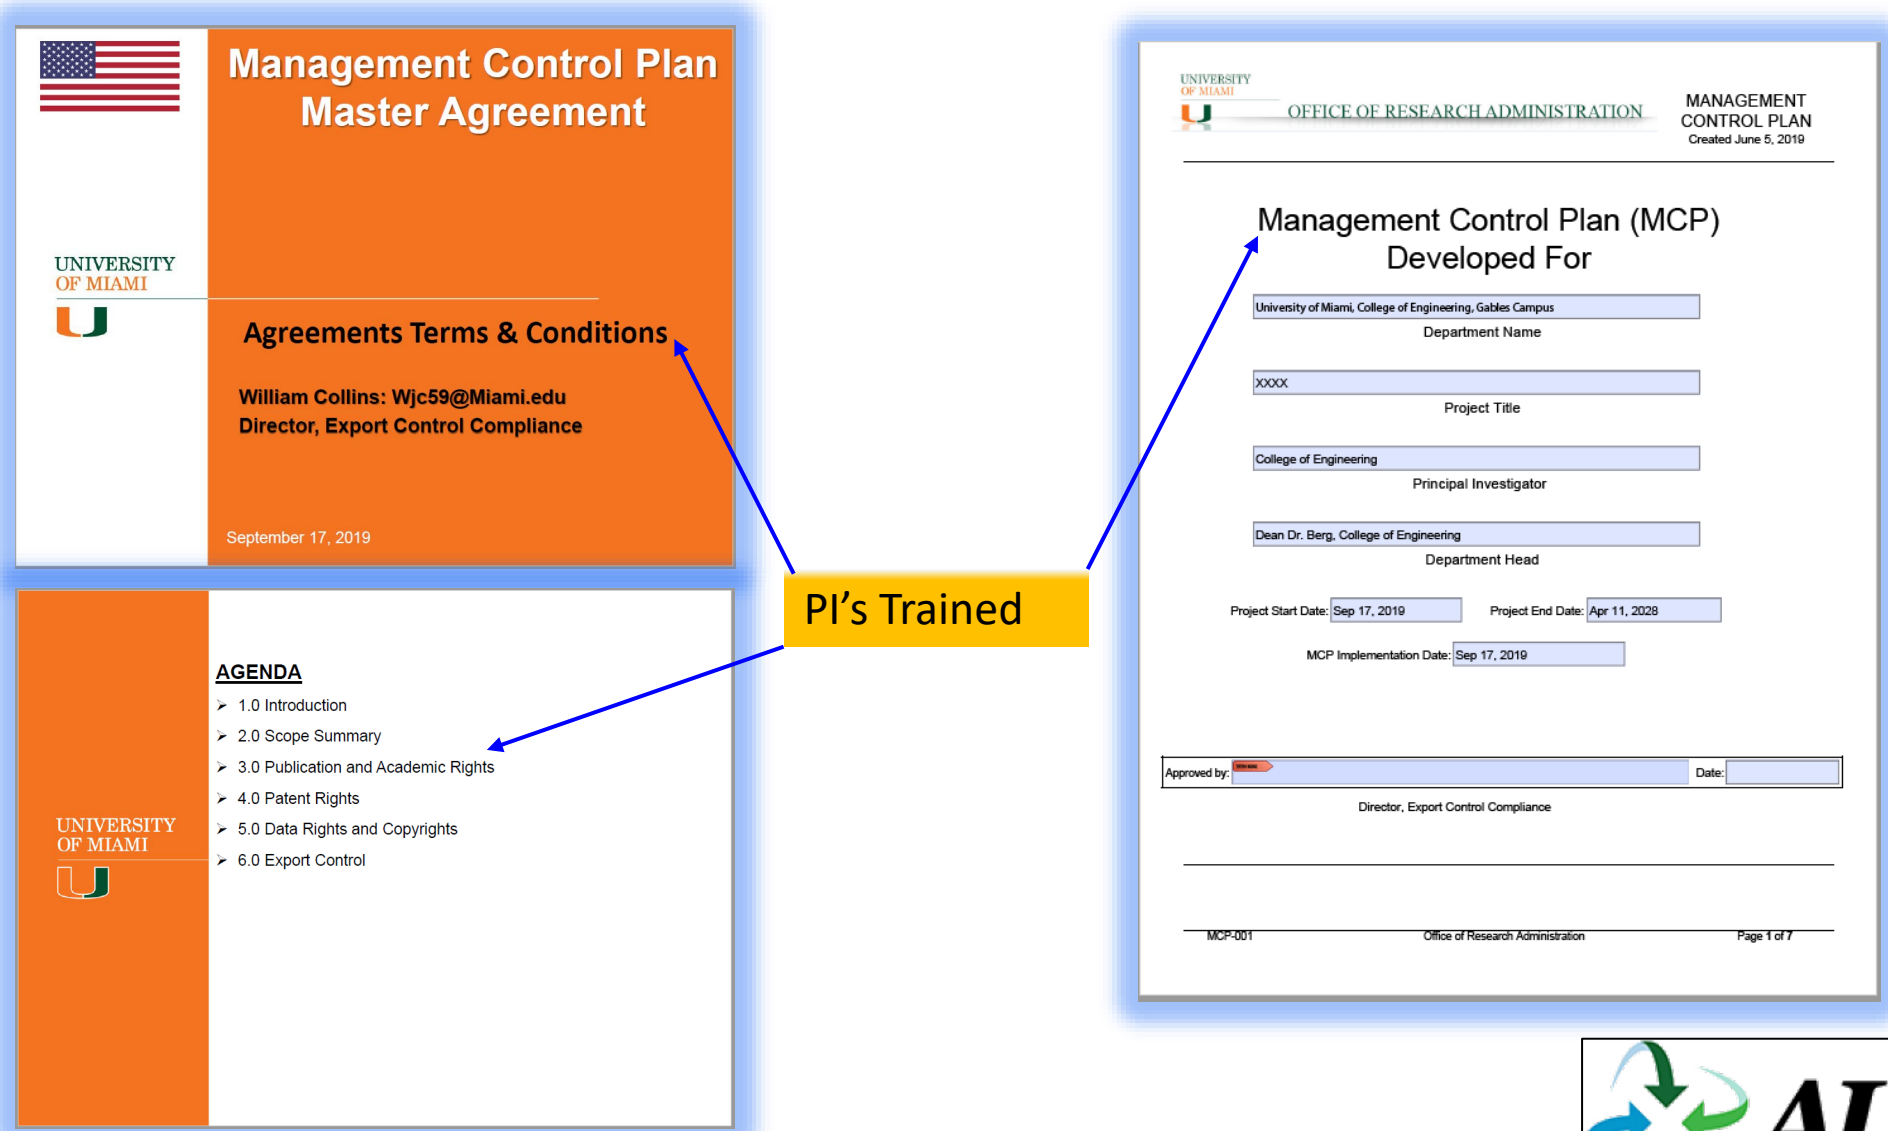 Management Control Plan
Master Agreement
UNIVERSITY
OF MIAMI
Agreements Terms & Conditions
William Collins: Wjc59@Miami.edu
Director, Export Control Compliance
September 17, 2019
AGENDA
1.0 Introduction
2.0 Scope Summary
3.0 Publication and Academic Rights
4.0 Patent Rights
5.0 Data Rights and Copyrights
6.0 Export Control
UNIVERSITY
OF MIAMI
PI's Trained
UNIVERSITY
OF MIAMI
OFFICE OF RESEARCH ADMINISTRATION
MANAGEMENT
CONTROL PLAN
Created June 5, 2019
Management Control Plan (MCP)
Developed For
University of Miami, College of Engineering, Gables Campus
Department Name
XXXX
Project Title
College of Engineering
Principal Investigator
Dean Dr. Berg, College of Engineering
Department Head
Project Start Date: Sep 17, 2019 Project End Date: Apr 11, 2028
MCP Implementation Date: Sep 17, 2019
Approved by: Date:
Director, Export Control Compliance
MCP-001 Office of Research Administration Page 1 of 7